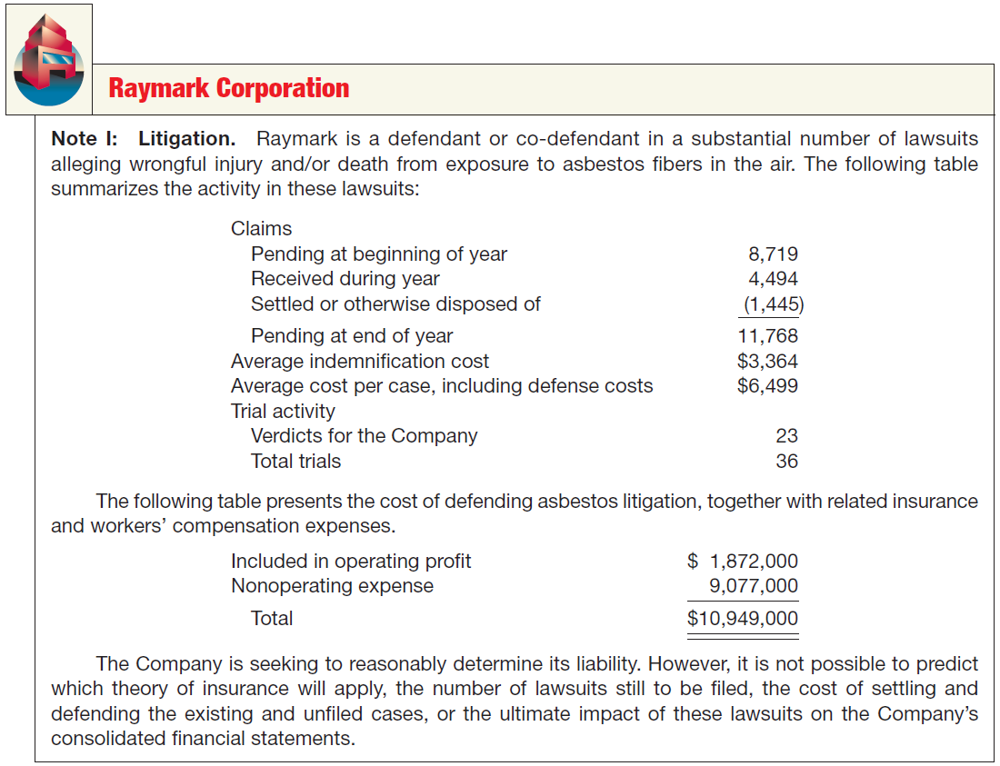 Raymark Corporation
Note I: Litigation. Raymark is a defendant or co-defendant in a substantial number of lawsuits
alleging wrongful injury and/or death from exposure to asbestos fibers in the air. The following table
summarizes the activity in these lawsuits:
Claims
Pending at beginning of year 8,719
Received during year 4,494
Settled or otherwise disposed of (1,445)
Pending at end of year 11,768
Average indemnification cost $3,364
Average cost per case, including defense costs $6,499
Trial activity
Verdicts for the Company 23
Total trials 36
The following table presents the cost of defending asbestos litigation, together with related insurance
and workers’ compensation expenses.
Included in operating profit $ 1,872,000
Nonoperating expense 9,077,000
Total $10,949,000
The Company is seeking to reasonably determine its liability. However, it is not possible to predict
which theory of insurance will apply, the number of lawsuits still to be filed, the cost of settling and
defending the existing and unfiled cases, or the ultimate impact of these lawsuits on the Company’s
consolidated financial statements.